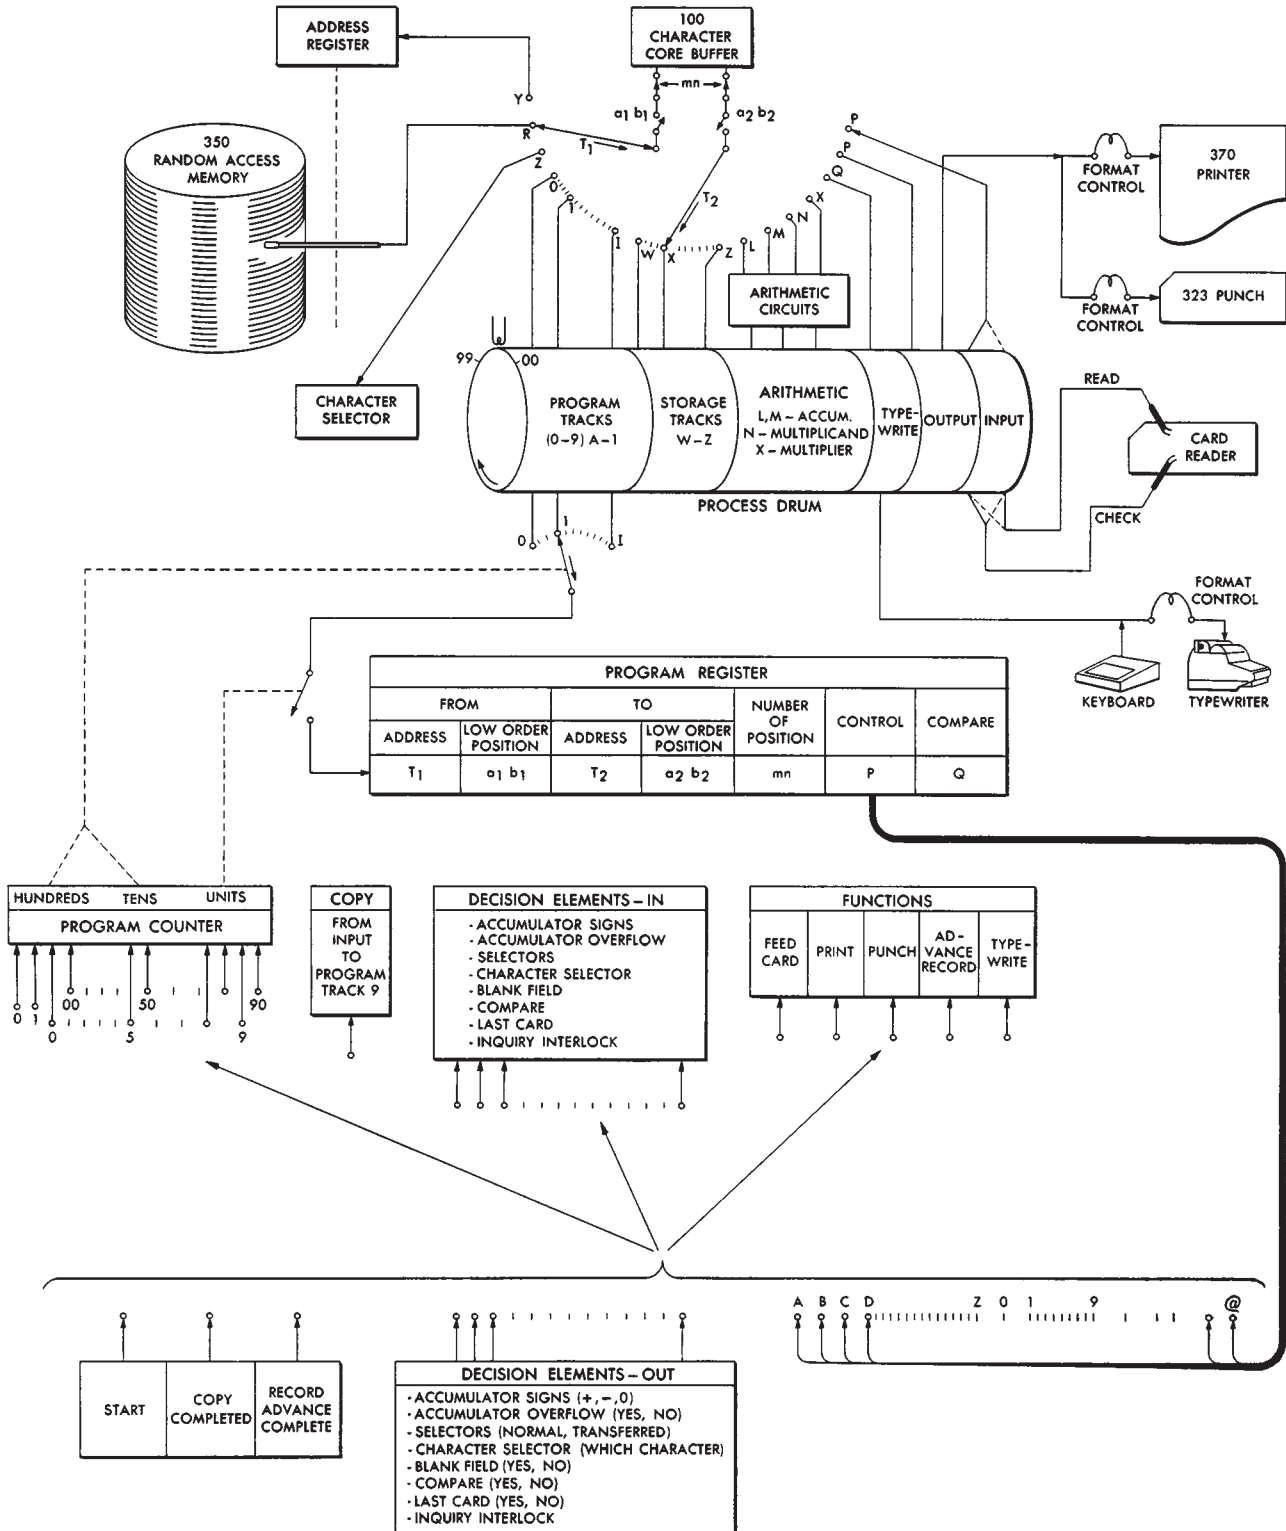 ADDRESS
REGISTER
100
CHARACTER
CORE BUFFER
mn
Y
a1 b1
a2 b2
P
R
T1
350
RANDOM ACCESS
MEMORY
Z
O
1
I
W
X
Z
T2
L
M
N
X
Q
P
FORMAT
CONTROL
370
PRINTER
FORMAT
CONTROL
323 PUNCH
ARITHMETIC
CIRCUITS
CHARACTER
SELECTOR
99
00
PROGRAM
TRACKS
(0-9) A-1
STORAGE
TRACKS
W-Z
ARITHMETIC
L,M - ACCUM.
N - MULTIPLICAND
X - MULTIPLIER
TYPE-
WRITE
OUTPUT
INPUT
READ
CARD
READER
CHECK
PROCESS DRUM
0
1
I
FORMAT
CONTROL
KEYBOARD
TYPEWRITER
PROGRAM REGISTER
FROM
TO
NUMBER
OF
POSITION
CONTROL
COMPARE
ADDRESS
LOW ORDER
POSITION
ADDRESS
LOW ORDER
POSITION
T1
a1 b1
T2
a2 b2
mn
P
Q
HUNDREDS
TENS
UNITS
PROGRAM COUNTER
00
50
90
0
1
0
5
9
COPY
FROM
INPUT
TO
PROGRAM
TRACK 9
DECISION ELEMENTS - IN
- ACCUMULATOR SIGNS
- ACCUMULATOR OVERFLOW
- SELECTORS
- CHARACTER SELECTOR
- BLANK FIELD
- COMPARE
- LAST CARD
- INQUIRY INTERLOCK
FUNCTIONS
FEED
CARD
PRINT
PUNCH
AD-
VANCE
RECORD
TYPE-
WRITE
A B C D Z 0 1 9 @
START
COPY
COMPLETED
RECORD
ADVANCE
COMPLETE
DECISION ELEMENTS - OUT
- ACCUMULATOR SIGNS (+,-,0)
- ACCUMULATOR OVERFLOW (YES, NO)
- SELECTORS (NORMAL, TRANSFERRED)
- CHARACTER SELECTOR (WHICH CHARACTER)
- BLANK FIELD (YES, NO)
- COMPARE (YES, NO)
- LAST CARD (YES, NO)
- INQUIRY INTERLOCK